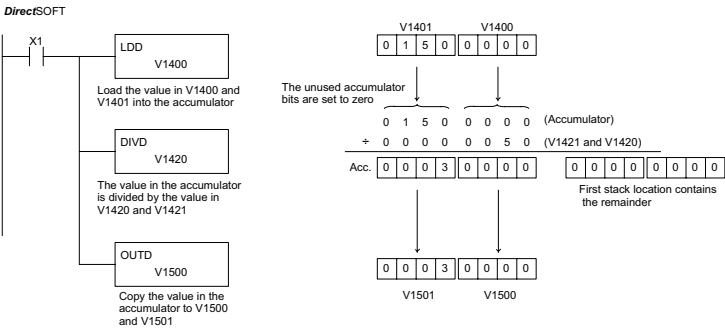 DirectSOFT
X1
LDD
V1400
Load the value in V1400 and
V1401 into the accumulator
DIVD
V1420
The value in the accumulator
is divided by the value in
V1420 and V1421
OUTD
V1500
Copy the value in the
accumulator to V1500
and V1501
V1401 V1400
0 1 5 0 0 0 0 0
The unused accumulator
bits are set to zero
0 1 5 0 0 0 0 0 (Accumulator)
÷ 0 0 0 0 0 0 5 0 (V1421 and V1420)
Acc. 0 0 0 3 0 0 0 0 0 0 0 0 0 0 0 0
First stack location contains
the remainder
0 0 0 3 0 0 0 0
V1501 V1500